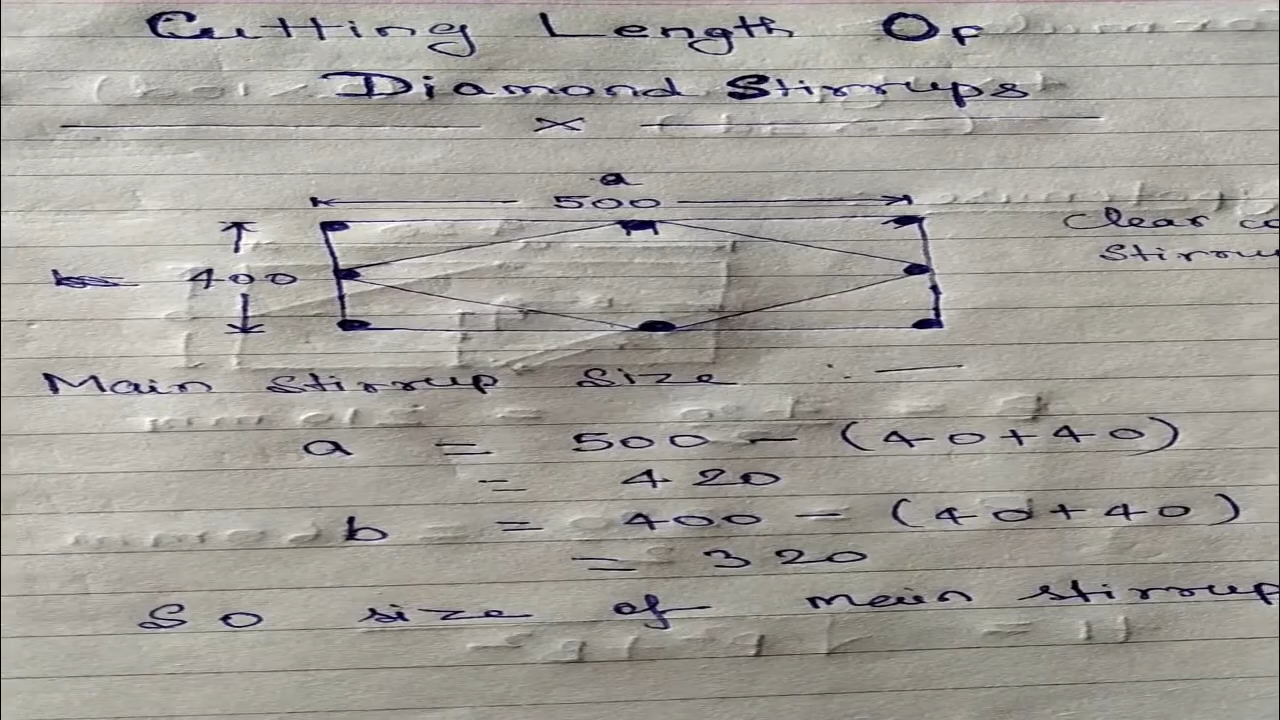 Cutting Length Of
Diamond Stirrups
a
500
Clear
400
Main Stirrup Size :—
a = 500 - (40+40)
= 420
b = 400 - (40+40)
= 320
So size of main stirrup